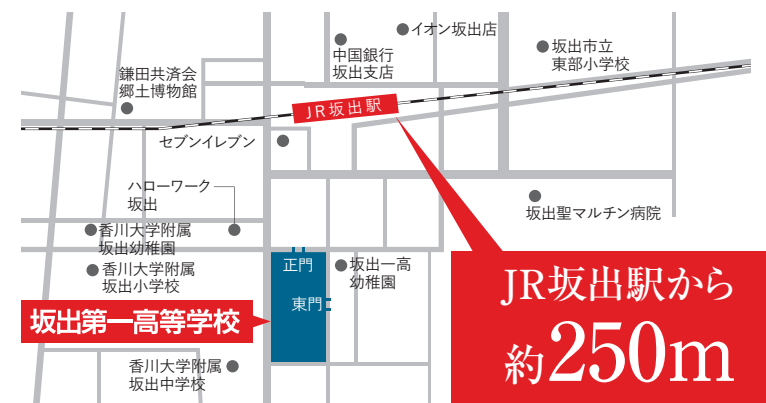 イオン坂出店
中国銀行
坂出支店
坂出市立
東部小学校
鎌田共済会
郷土博物館
JR坂出駅
セブンイレブン
ハローワーク
坂出
坂出聖マルチン病院
香川大学附属
坂出幼稚園
香川大学附属
坂出小学校
正門
東門
坂出一高
幼稚園
坂出第一高等学校
香川大学附属
坂出中学校
JR坂出駅から
約250m